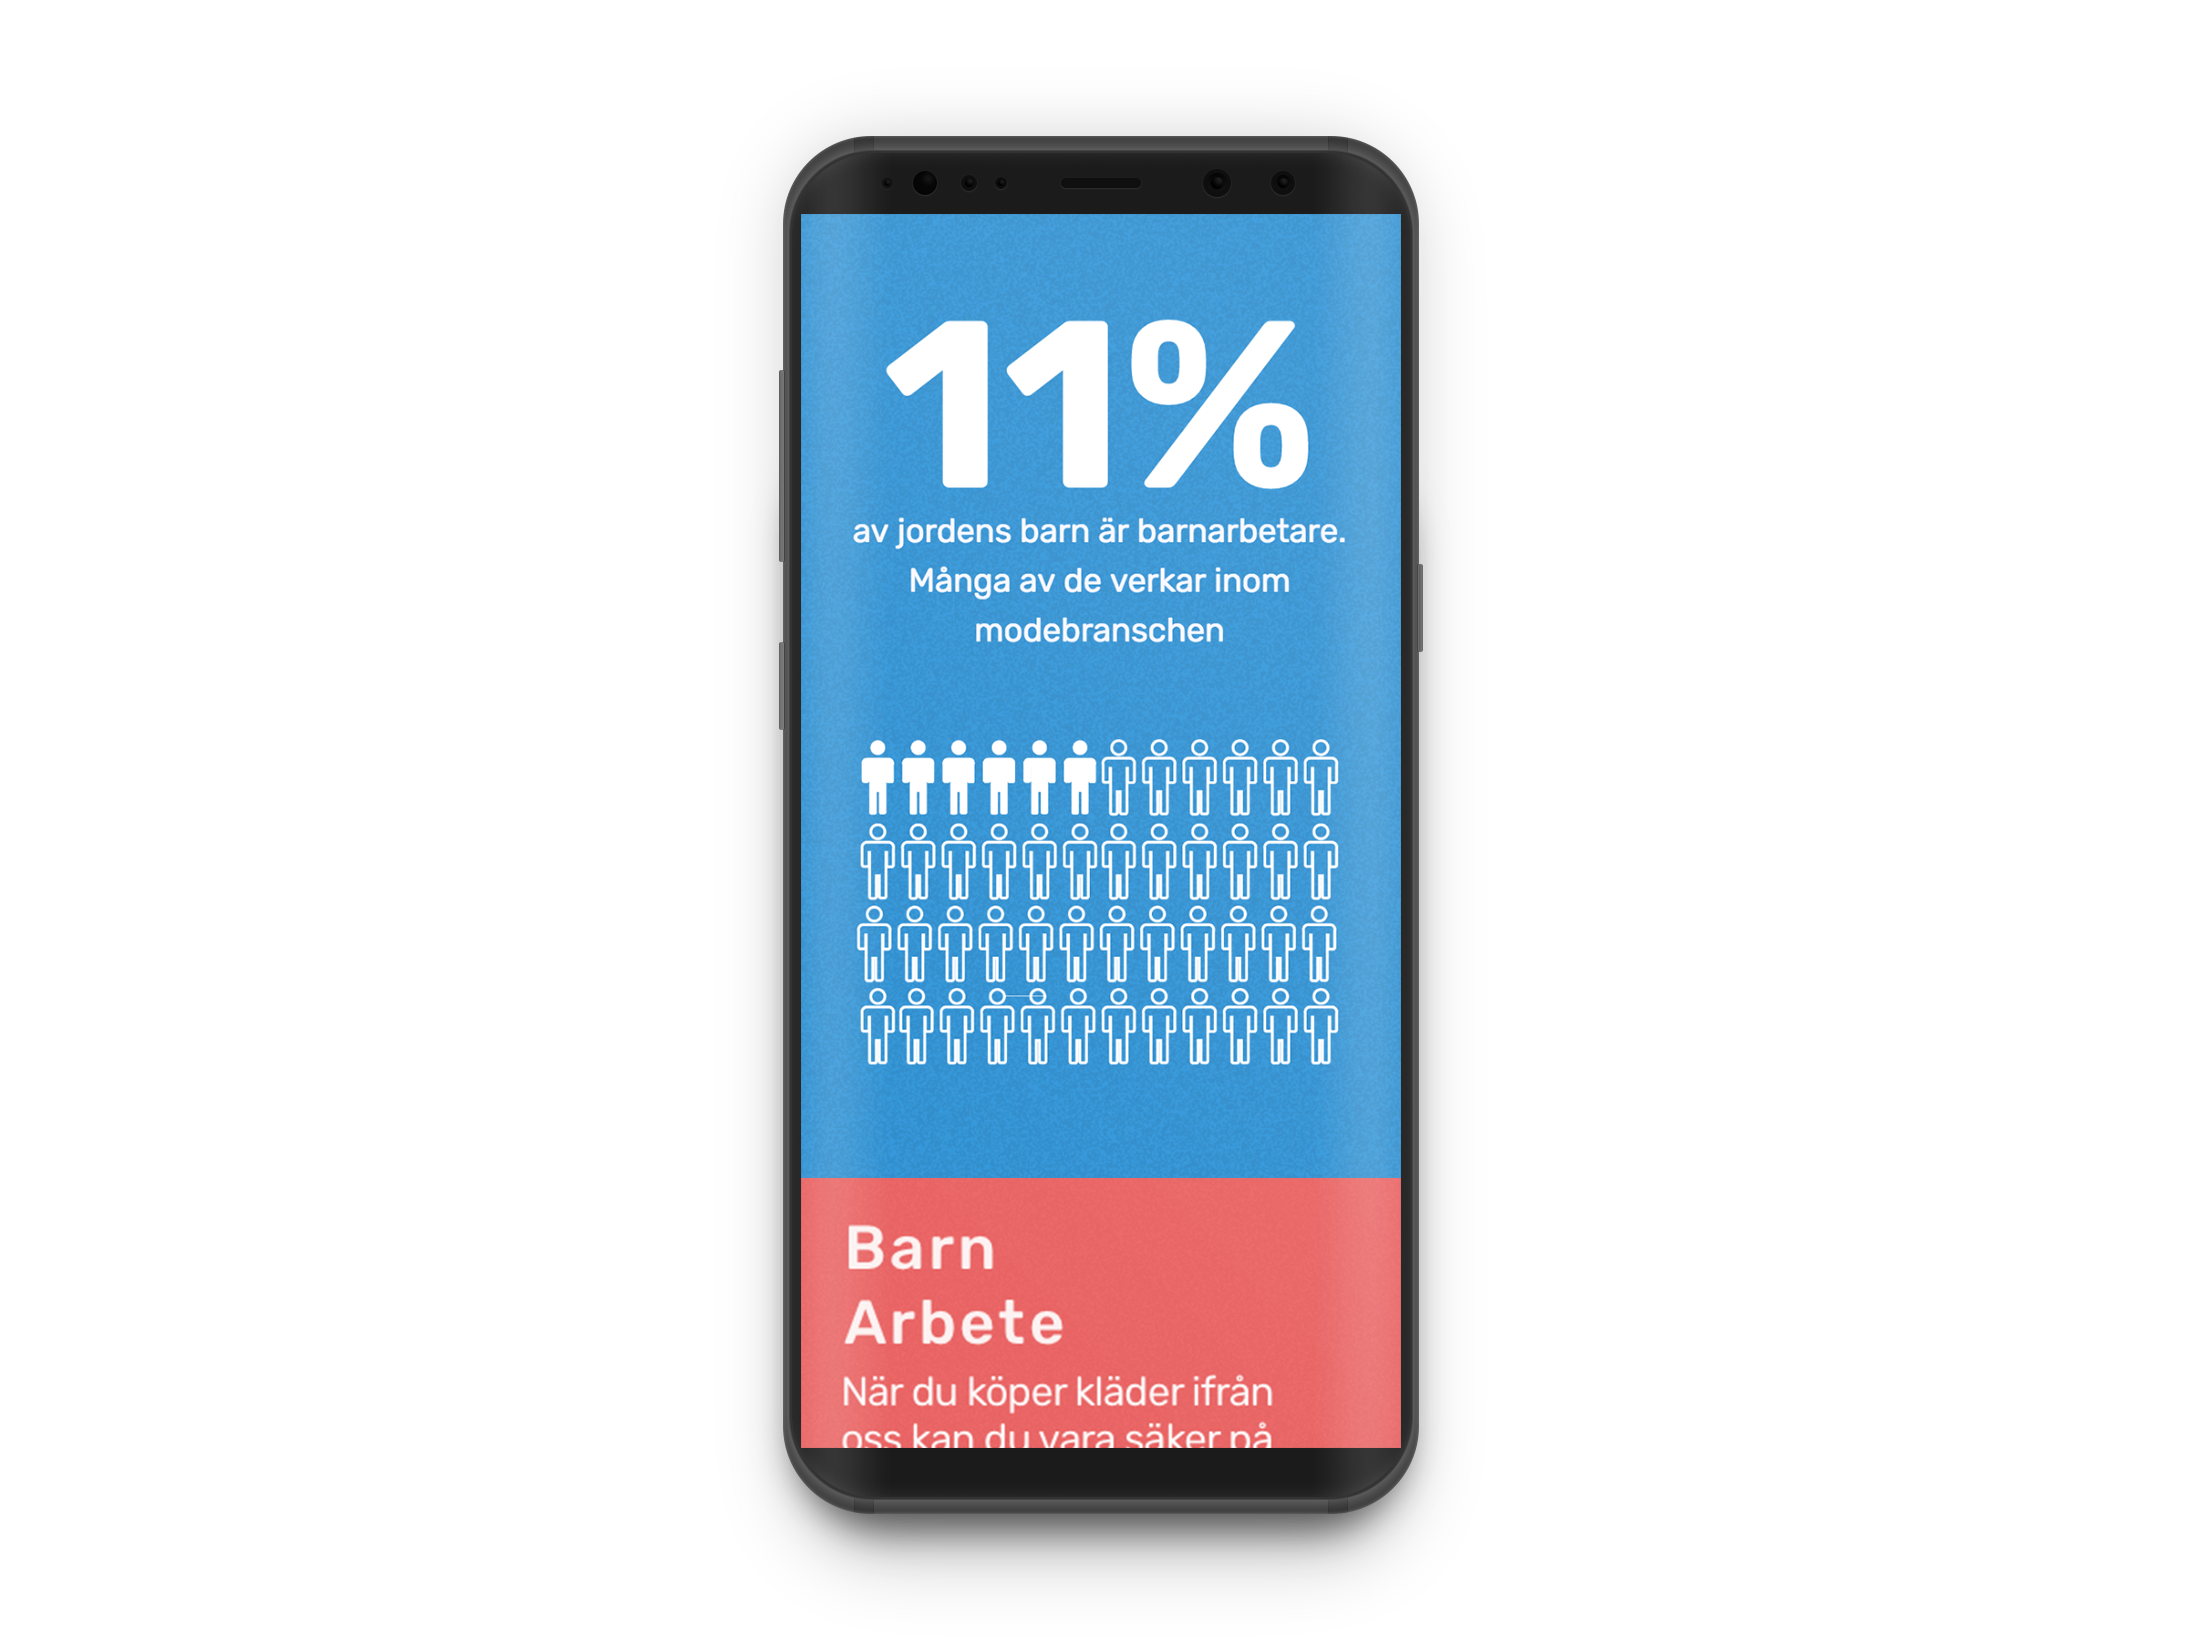 11%
av jordens barn är barnarbetare.
Många av de verkar inom
modebranschen
Barn
Arbete
När du köper kläder ifrån
oss kan du vara säker på